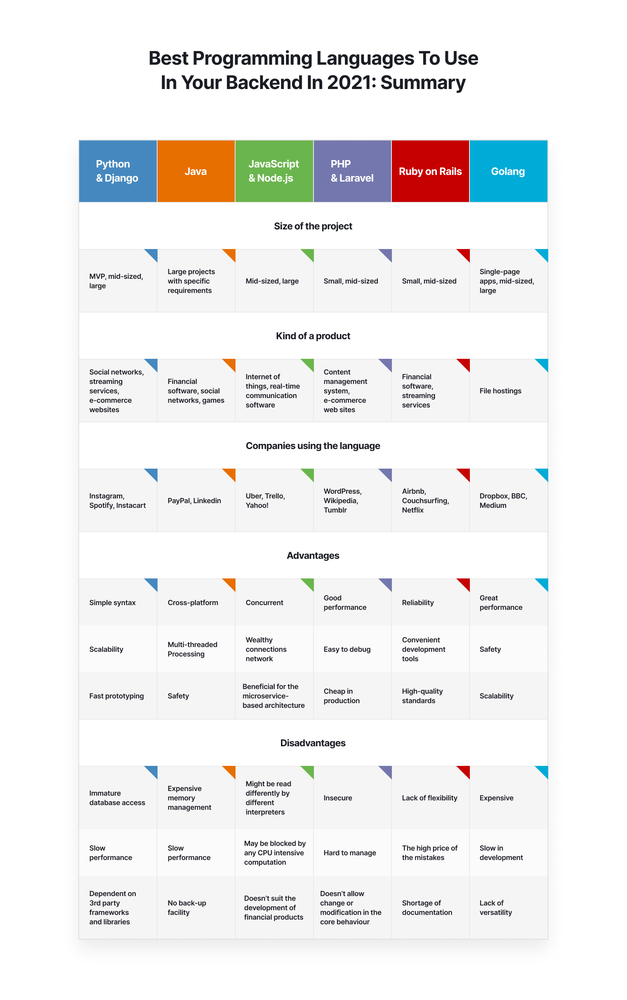 Best Programming Languages To Use
In Your Backend In 2021: Summary
Python
& Django
Java
JavaScript
& Node.js
PHP
& Laravel
Ruby on Rails
Golang
Size of the project
MVP, mid-sized,
large
Large projects
with specific
requirements
Mid-sized, large
Small, mid-sized
Small, mid-sized
Single-page
apps, mid-sized,
large
Kind of a product
Social networks,
streaming
services,
e-commerce
websites
Financial
software, social
networks, games
Internet of
things, real-time
communication
software
Content
management
system,
e-commerce
web sites
Financial
software,
streaming
services
File hostings
Companies using the language
Instagram,
Spotify, Instacart
PayPal, Linkedin
Uber, Trello,
Yahoo!
WordPress,
Wikipedia,
Tumblr
Airbnb,
Couchsurfing,
Netflix
Dropbox, BBC,
Medium
Advantages
Simple syntax
Cross-platform
Concurrent
Good
performance
Reliability
Great
performance
Scalability
Multi-threaded
Processing
Wealthy
connections
network
Easy to debug
Convenient
development
tools
Safety
Fast prototyping
Safety
Beneficial for the
microservice-
based architecture
Cheap in
production
High-quality
standards
Scalability
Disadvantages
Immature
database access
Expensive
memory
management
Might be read
differently by
different
interpreters
Insecure
Lack of flexibility
Expensive
Slow
performance
Slow
performance
May be blocked by
any CPU intensive
computation
Hard to manage
The high price of
the mistakes
Slow in
development
Dependent on
3rd party
frameworks
and libraries
No back-up
facility
Doesn’t suit the
development of
financial products
Doesn’t allow
change or
modification in the
core behaviour
Shortage of
documentation
Lack of
versatility